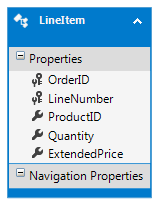 LineItem
Properties
OrderID
LineNumber
ProductID
Quantity
ExtendedPrice
Navigation Properties